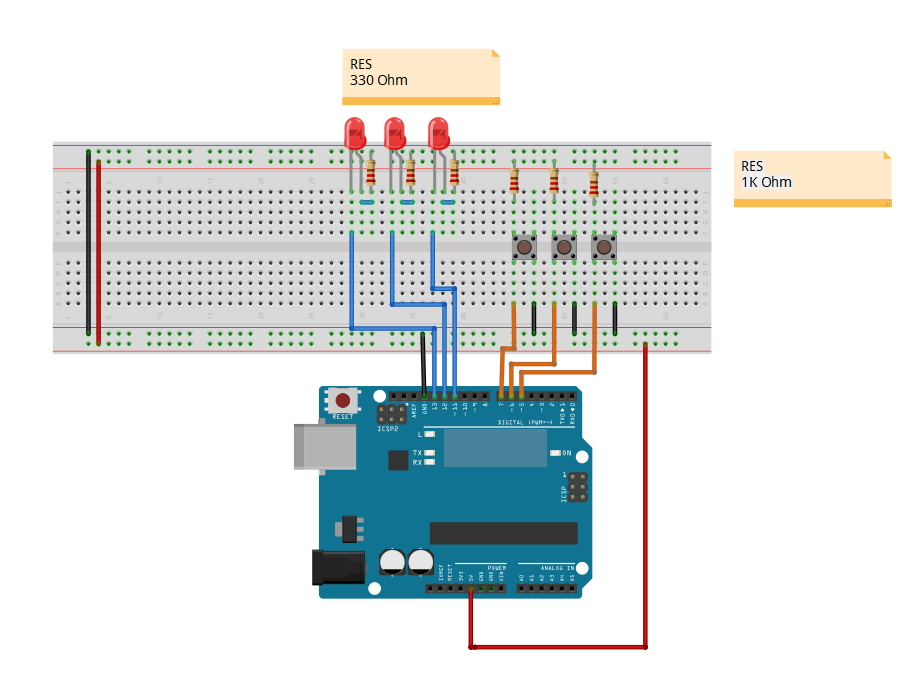 RES
330 Ohm
RES
1K Ohm
RESET
ICSP2
AREF
GND
13
12
~11
~10
~9
8
7
~6
~5
4
~3
2
TXD▶1
RXD◀0
DIGITAL (PWM=~)
L
TX
RX
ON
1
ICSP
POWER
ANALOG IN
IOREF
RESET
3V3
5V
GND
GND
VIN
A0
A1
A2
A3
A4
A5